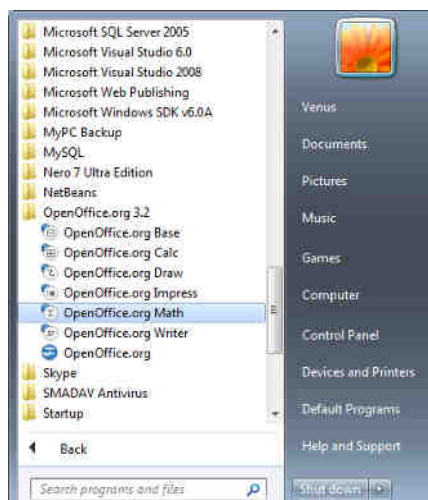 Microsoft SQL Server 2005
Microsoft Visual Studio 6.0
Microsoft Visual Studio 2008
Microsoft Web Publishing
Microsoft Windows SDK v6.0A
MyPC Backup
MySQL
Nero 7 Ultra Edition
NetBeans
OpenOffice.org 3.2
OpenOffice.org Base
OpenOffice.org Calc
OpenOffice.org Draw
OpenOffice.org Impress
OpenOffice.org Math
OpenOffice.org Writer
OpenOffice.org
Skype
SMADAV Antivirus
Startup
Back
Search programs and files
Venus
Documents
Pictures
Music
Games
Computer
Control Panel
Devices and Printers
Default Programs
Help and Support
Shut down